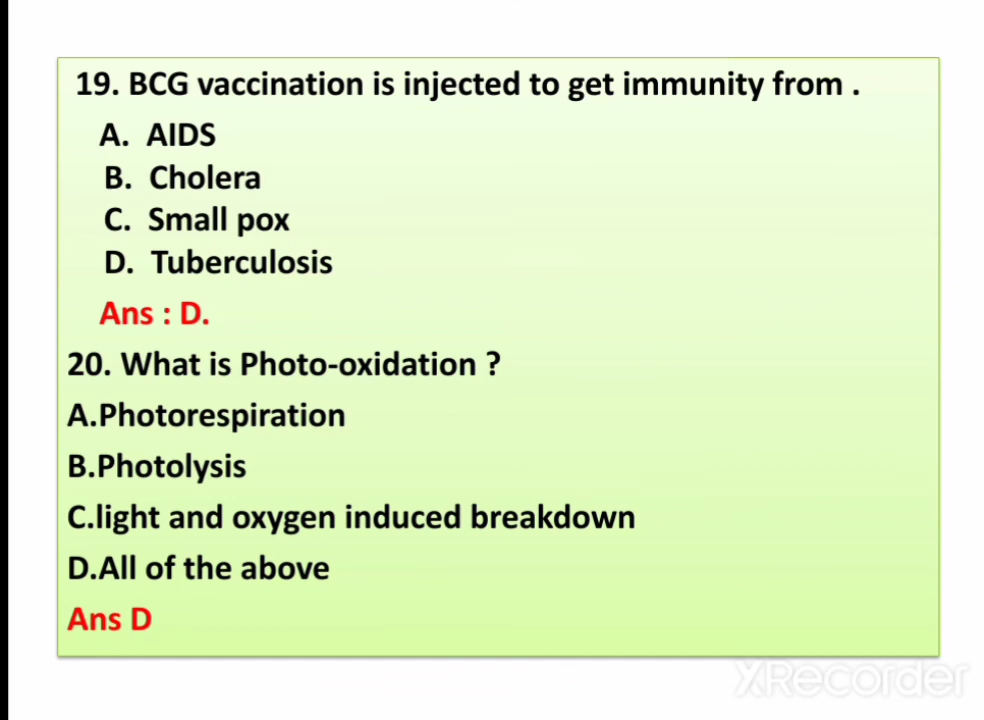 19. BCG vaccination is injected to get immunity from .
A. AIDS
B. Cholera
C. Small pox
D. Tuberculosis
Ans : D.
20. What is Photo-oxidation ?
A.Photorespiration
B.Photolysis
C.light and oxygen induced breakdown
D.All of the above
Ans D
XRecorder